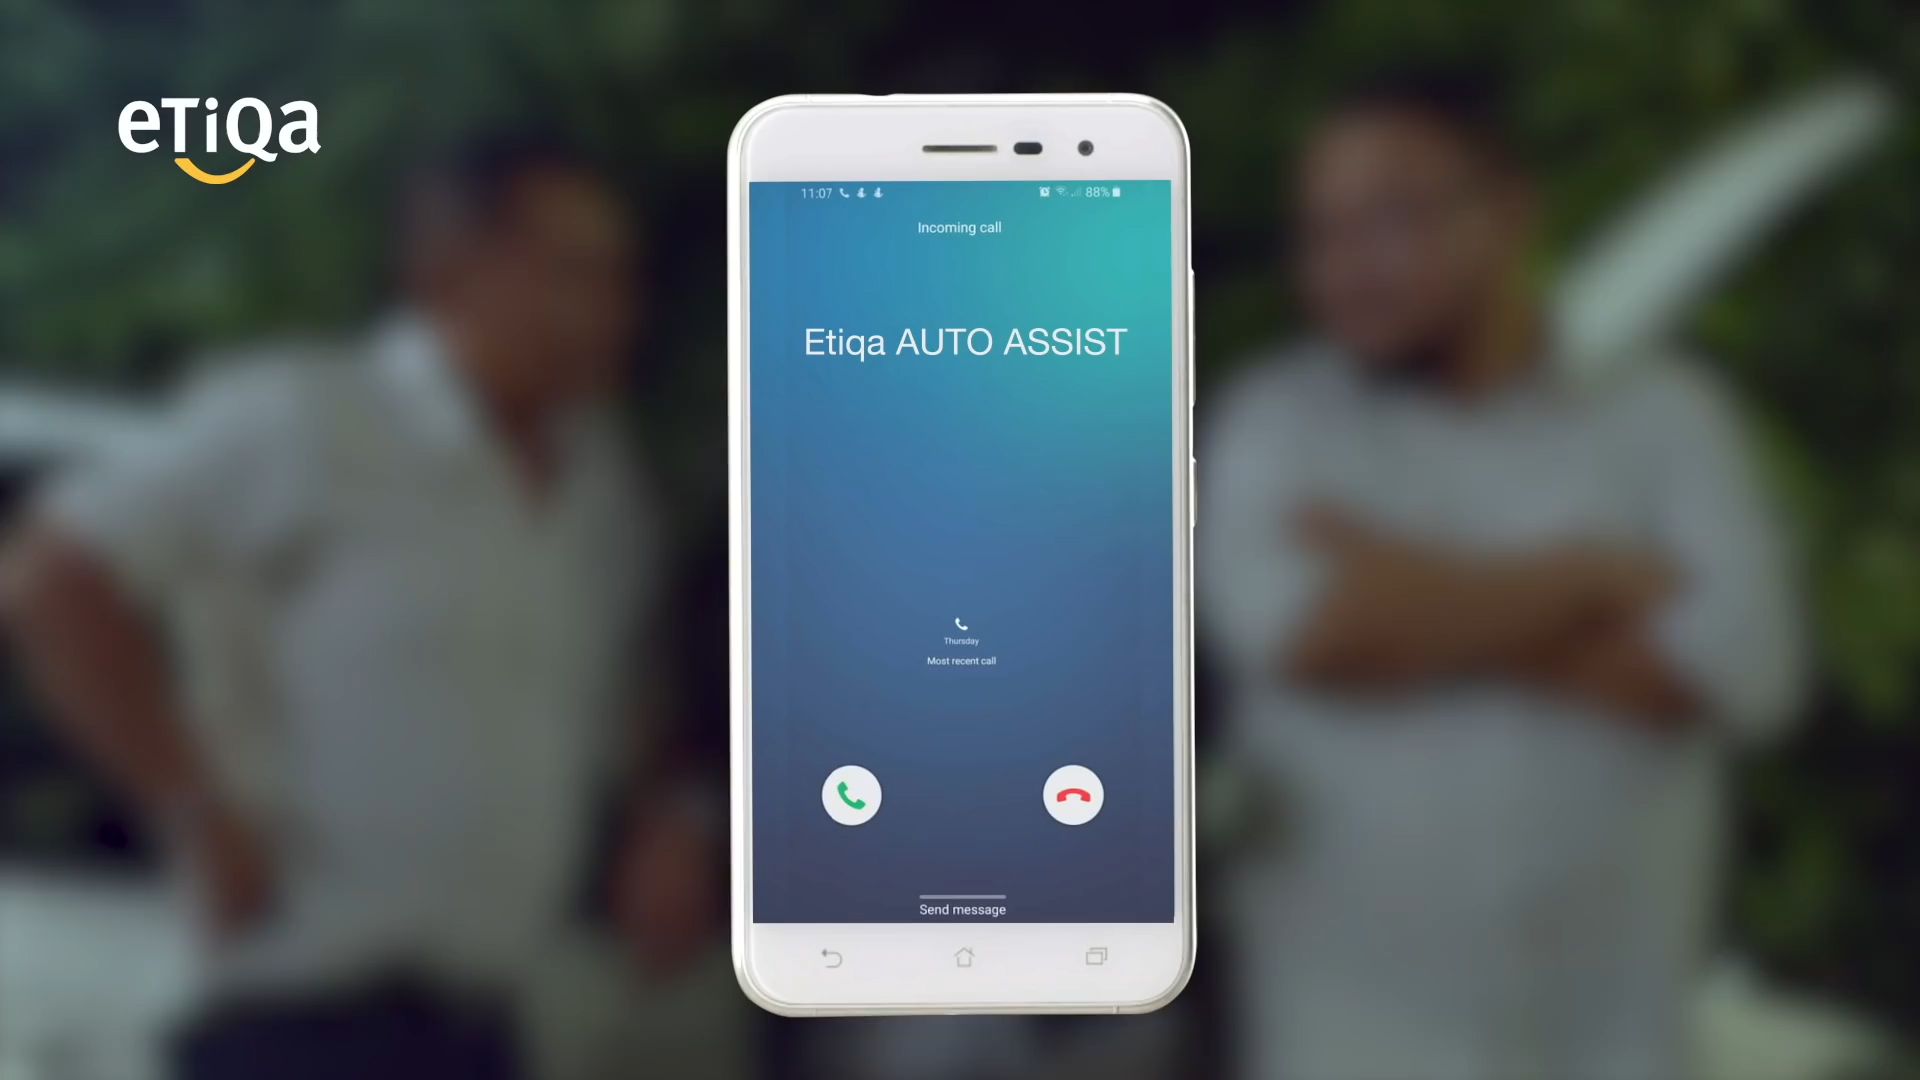 eTiQa
11:07
88%
Incoming call
Etiqa AUTO ASSIST
Thursday
Most recent call
Send message